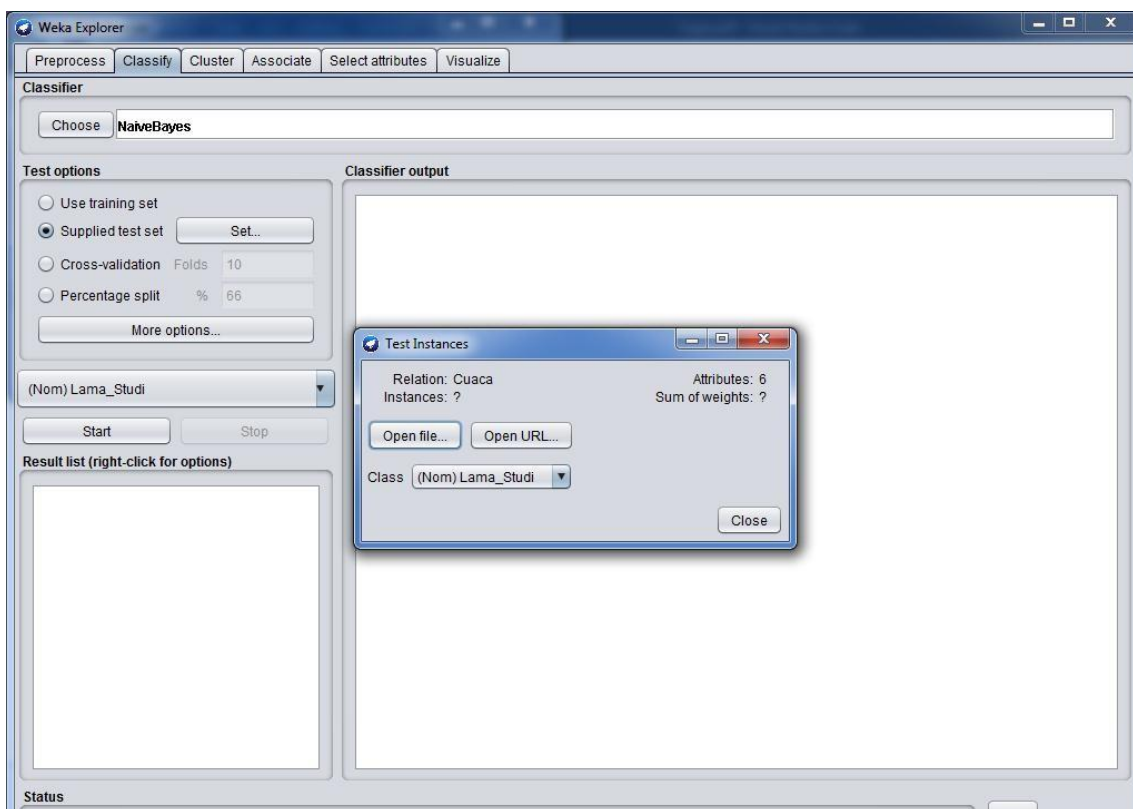 Weka Explorer
Preprocess Classify Cluster Associate Select attributes Visualize
Classifier
Choose NaiveBayes
Test options
Use training set
Supplied test set Set...
Cross-validation Folds 10
Percentage split % 66
More options...
(Nom) Lama_Studi
Start Stop
Result list (right-click for options)
Classifier output
Test Instances
Relation: Cuaca Attributes: 6
Instances: ? Sum of weights: ?
Open file... Open URL...
Class (Nom) Lama_Studi
Close
Status